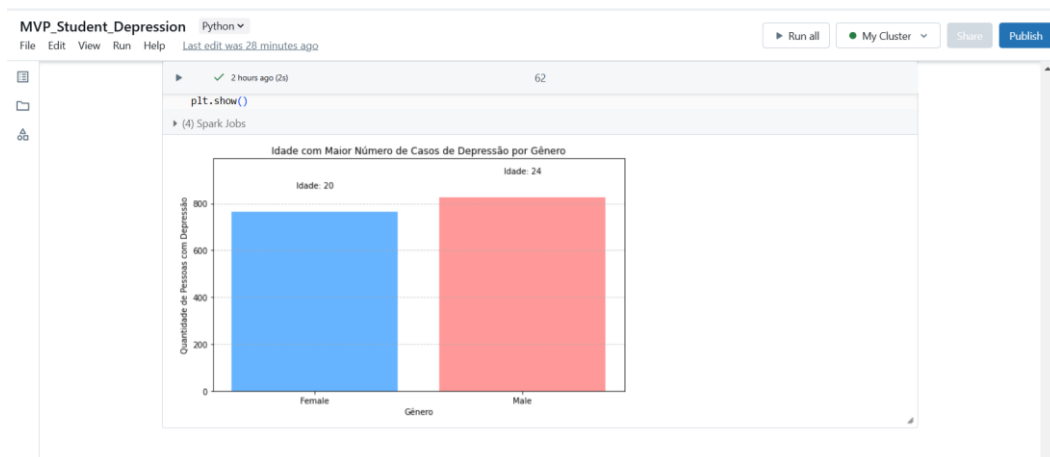 MVP_Student_Depression Python
File Edit View Run Help Last edit was 28 minutes ago
Run all My Cluster Share Publish
2 hours ago (2s) 62
plt.show()
(4) Spark Jobs
Idade com Maior Número de Casos de Depressão por Gênero
Idade: 24
Idade: 20
Quantidade de Pessoas com Depressão
800
600
400
200
0
Female Male
Gênero